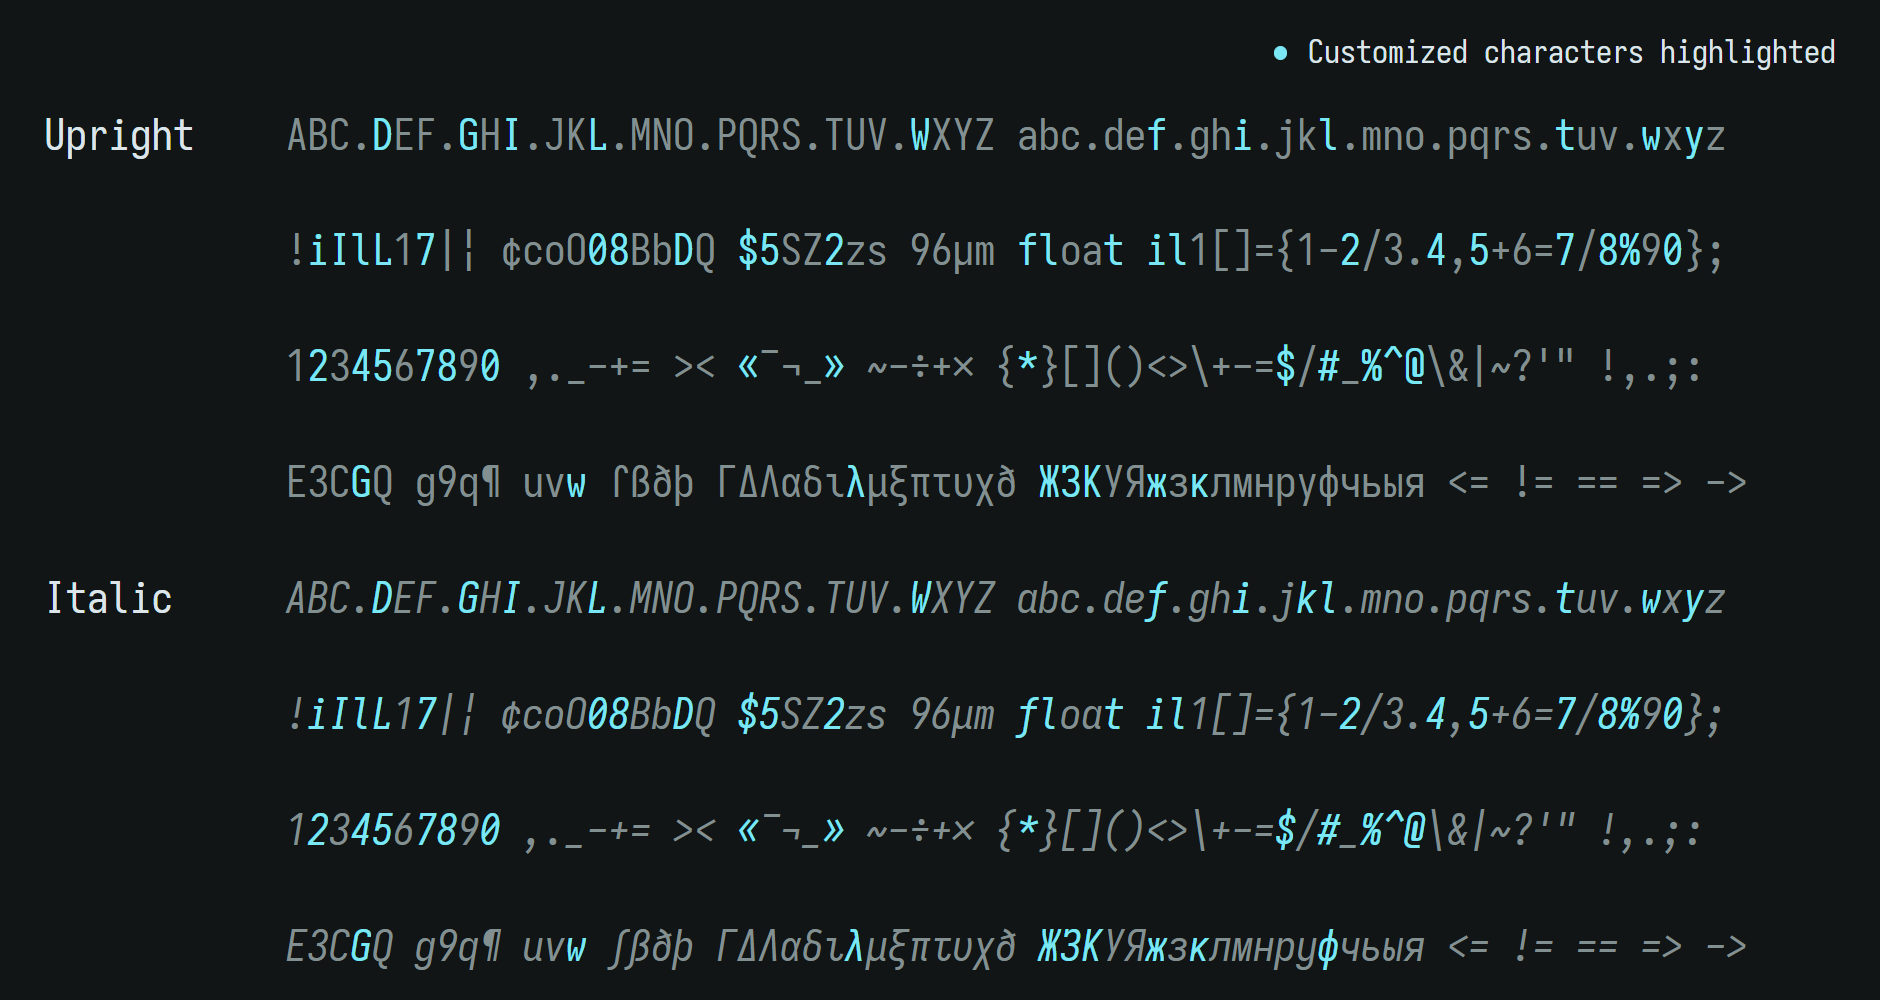 ● Customized characters highlighted
Upright ABC.DEF.GHI.JKL.MNO.PQRS.TUV.WXYZ abc.def.ghi.jkl.mno.pqrs.tuv.wxyz
!iIlL17|¦ ¢coO08BbDQ $5SZ2zs 96µm float il1[]={1-2/3.4,5+6=7/8%90};
1234567890 ,._-+= >< «¯¬_» ~-÷+× {*}[]()<>\+-=$/#_%^@\&|~?'" !,.;:
E3CGQ g9q¶ uvw ſßðþ ΓΔΛαδιλμξπτυχð ЖЗКУЯжзклмнруфчьыя <= != == => ->
Italic ABC.DEF.GHI.JKL.MNO.PQRS.TUV.WXYZ abc.def.ghi.jkl.mno.pqrs.tuv.wxyz
!iIlL17|¦ ¢coO08BbDQ $5SZ2zs 96µm float il1[]={1-2/3.4,5+6=7/8%90};
1234567890 ,._-+= >< «¯¬_» ~-÷+× {*}[]()<>\+-=$/#_%^@\&|~?'" !,.;:
E3CGQ g9q¶ uvw ſßðþ ΓΔΛαδιλμξπτυχð ЖЗКУЯжзклмнруфчьыя <= != == => ->